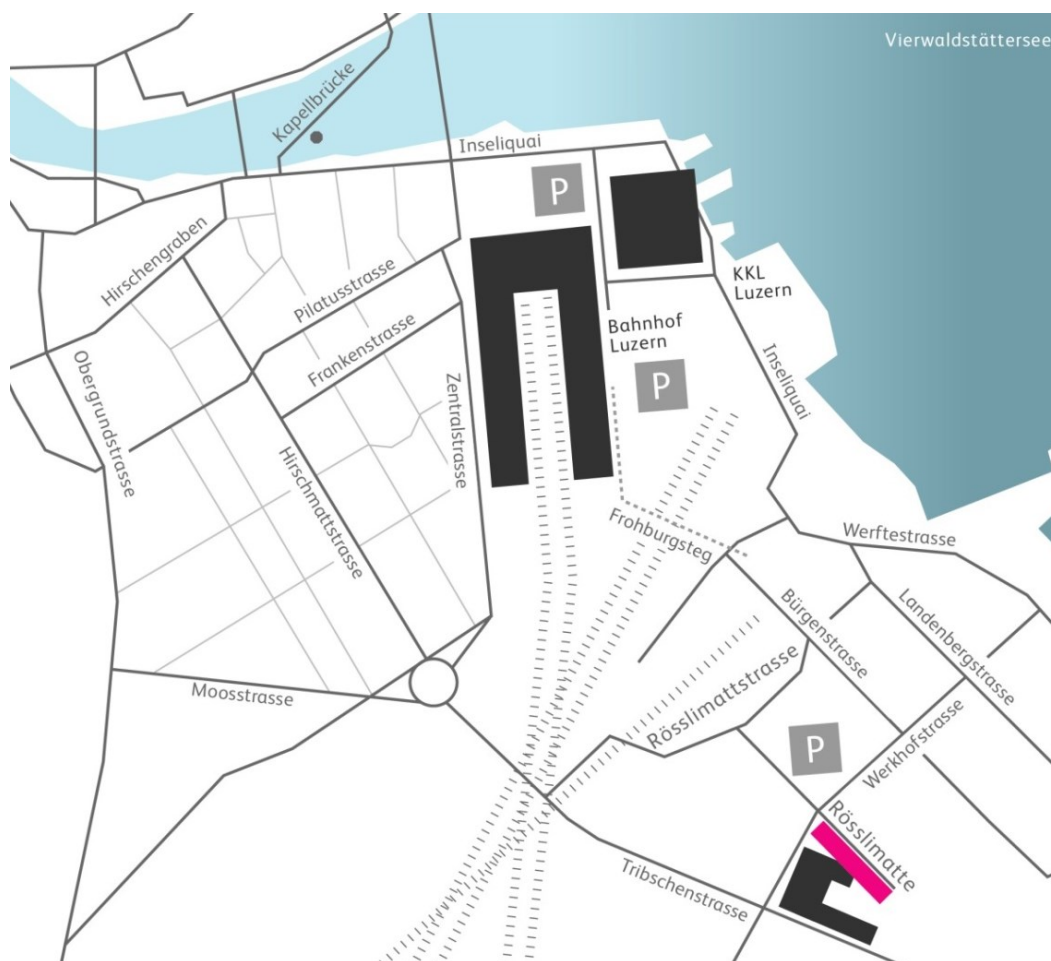 Vierwaldstättersee
Kapellbrücke
Inseliquai
P
Hirschengraben
Pilatusstrasse
KKL
Luzern
Bahnhof
Luzern
Frankenstrasse
Obergrundstrasse
Zentralstrasse
P
Inseliquai
Hirschmattstrasse
Frohburgsteg
Werftestrasse
Bürgenstrasse
Landenbergstrasse
Moosstrasse
Rösslimattstrasse
P
Werkhofstrasse
Rösslimatte
Tribschenstrasse